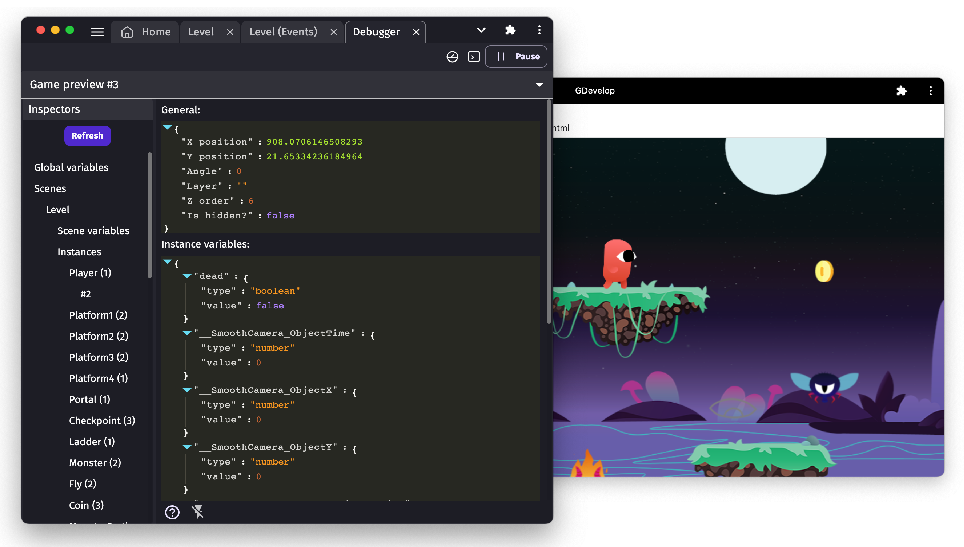 Home
Level
Level (Events)
Debugger
Pause
Game preview #3
Inspectors
Refresh
Global variables
Scenes
Level
Scene variables
Instances
Player (1)
#2
Platform1 (2)
Platform2 (2)
Platform3 (2)
Platform4 (1)
Portal (1)
Checkpoint (3)
Ladder (1)
Monster (2)
Fly (2)
Coin (3)
General:
{
"X position" : 908.0706146508293
"Y position" : 21.65334236184964
"Angle" : 0
"Layer" : ""
"Z order" : 6
"Is hidden?" : false
}
Instance variables:
{
"dead" : {
"type" : "boolean"
"value" : false
}
"__SmoothCamera_ObjectTime" : {
"type" : "number"
"value" : 0
}
"__SmoothCamera_ObjectX" : {
"type" : "number"
"value" : 0
}
"__SmoothCamera_ObjectY" : {
"type" : "number"
"value" : 0
}
GDevelop
html